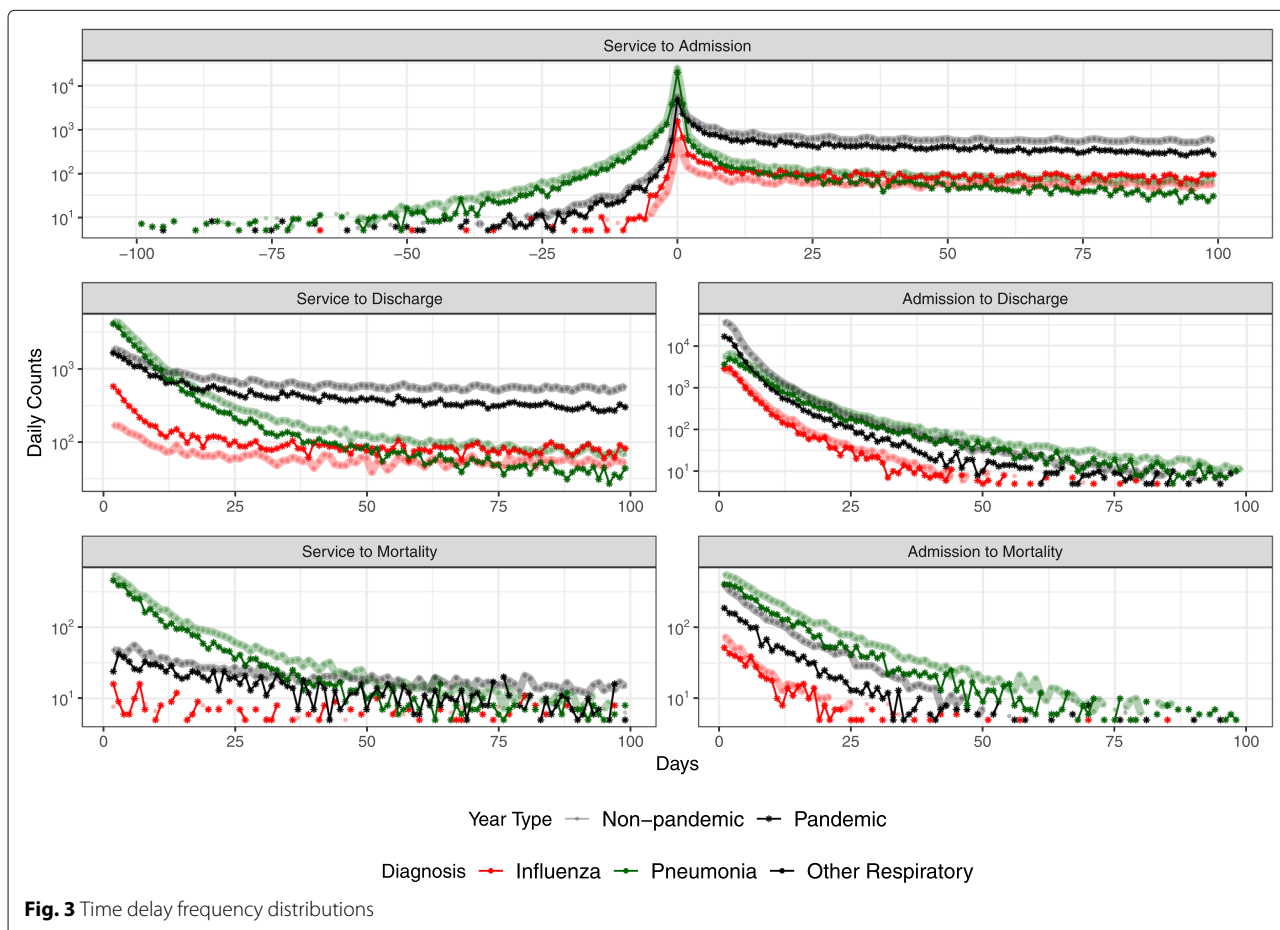 Service to Admission
10^4
10^3
10^2
10^1
−100 −75 −50 −25 0 25 50 75 100
Service to Discharge Admission to Discharge
10^3
10^2
10^4
10^3
10^2
10^1
0 25 50 75 100 0 25 50 75 100
Daily Counts
Service to Mortality Admission to Mortality
10^2
10^1
10^2
10^1
0 25 50 75 100 0 25 50 75 100
Days
Year Type Non−pandemic Pandemic
Diagnosis Influenza Pneumonia Other Respiratory
Fig. 3 Time delay frequency distributions